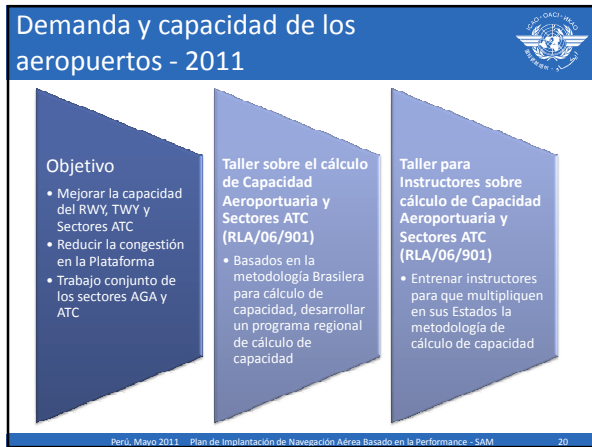 Demanda y capacidad de los
aeropuertos - 2011
Objetivo
• Mejorar la capacidad
del RWY, TWY y
Sectores ATC
• Reducir la congestión
en la Plataforma
• Trabajo conjunto de
los sectores AGA y
ATC
Taller sobre el cálculo
de Capacidad
Aeroportuaria y
Sectores ATC
(RLA/06/901)
• Basados en la
metodología Brasilera
para cálculo de
capacidad, desarrollar
un programa regional
de cálculo de
capacidad
Taller para
Instructores sobre
cálculo de Capacidad
Aeroportuaria y
Sectores ATC
(RLA/06/901)
• Entrenar instructores
para que multipliquen
en sus Estados la
metodología de
cálculo de capacidad
Perú, Mayo 2011 Plan de Implantación de Navegación Aérea Basado en la Performance - SAM 20